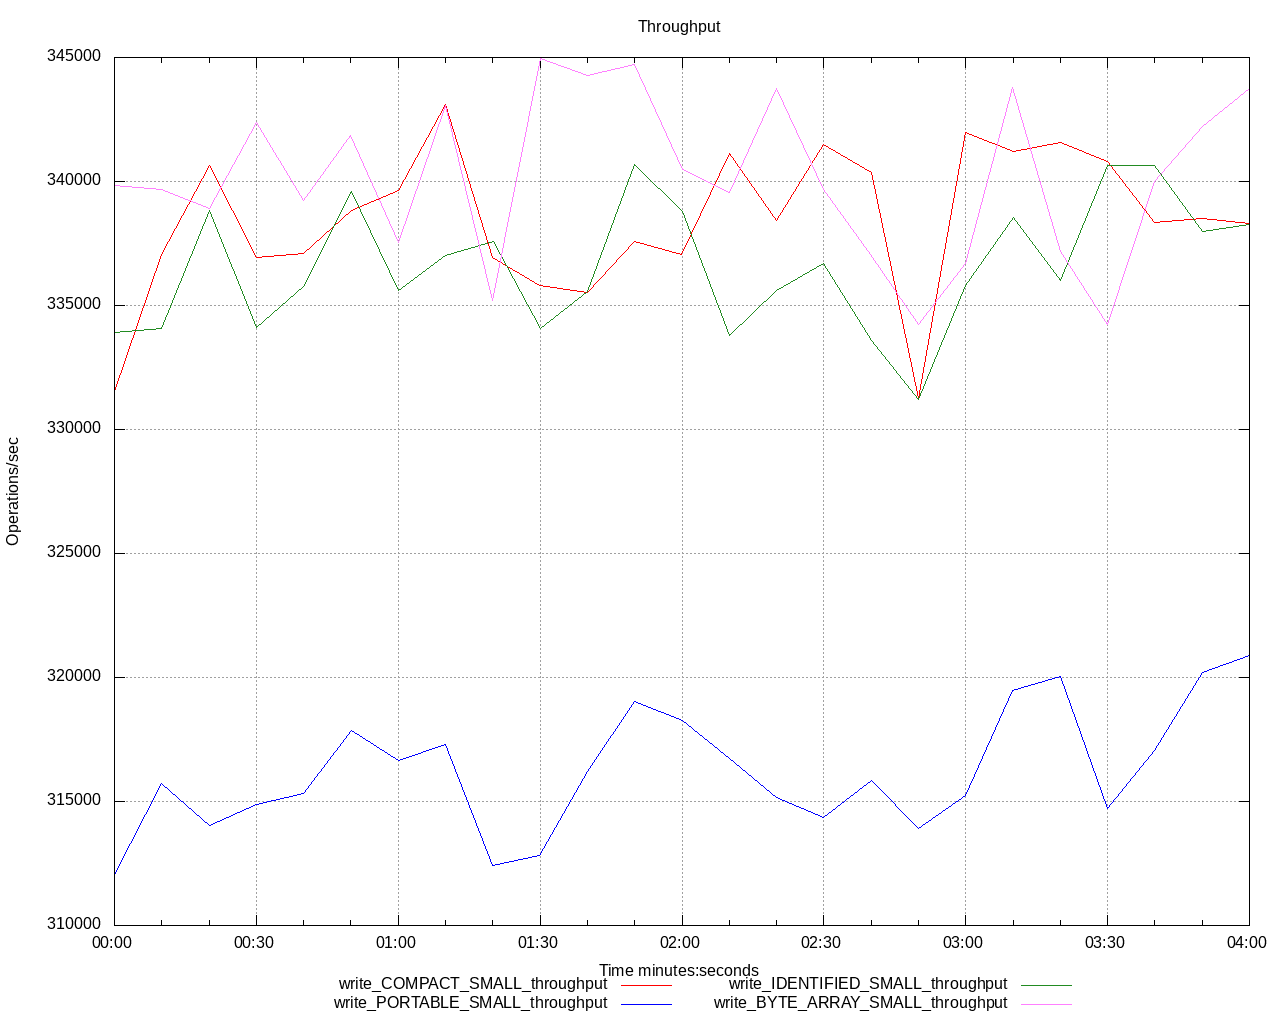 Throughput
345000
340000
335000
330000
325000
320000
315000
310000
Operations/sec
00:00 00:30 01:00 01:30 02:00 02:30 03:00 03:30 04:00
Time minutes:seconds
write_COMPACT_SMALL_throughput write_IDENTIFIED_SMALL_throughput
write_PORTABLE_SMALL_throughput write_BYTE_ARRAY_SMALL_throughput